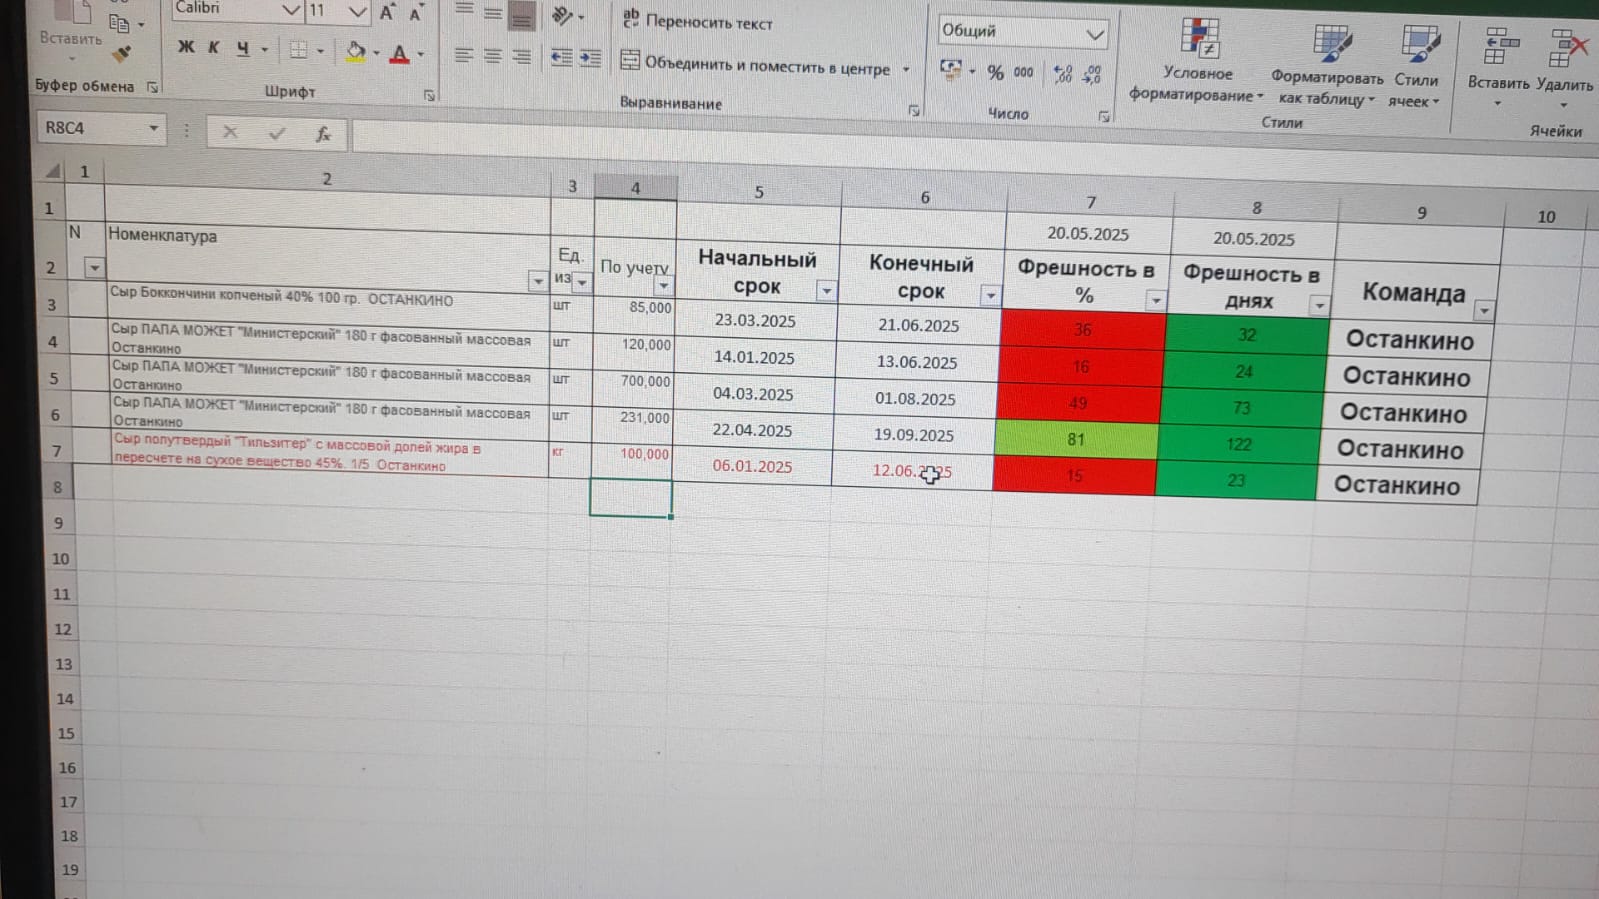 Вставить
Буфер обмена
Calibri
11
Ж К Ч
Шрифт
Переносить текст
Объединить и поместить в центре
Выравнивание
Общий
% 000
Число
Условное
форматирование
Форматировать
как таблицу
Стили
ячеек
Стили
Вставить
Удалить
Ячейки
R8C4
fx
1 2 3 4 5 6 7 8 9 10
1 20.05.2025 20.05.2025
2 N Номенклатура Ед. из По учету Начальный срок Конечный срок Фрешность в % Фрешность в днях Команда
3 Сыр Боккончини копченый 40% 100 гр. ОСТАНКИНО шт 85,000 23.03.2025 21.06.2025 36 32 Останкино
4 Сыр ПАПА МОЖЕТ "Министерский" 180 г фасованный массовая Останкино шт 120,000 14.01.2025 13.06.2025 16 24 Останкино
5 Сыр ПАПА МОЖЕТ "Министерский" 180 г фасованный массовая Останкино шт 700,000 04.03.2025 01.08.2025 49 73 Останкино
6 Сыр ПАПА МОЖЕТ "Министерский" 180 г фасованный массовая Останкино шт 231,000 22.04.2025 19.09.2025 81 122 Останкино
7 Сыр полутвердый "Тильзитер" с массовой долей жира в пересчете на сухое вещество 45%. 1/5 Останкино кг 100,000 06.01.2025 12.06.2025 15 23 Останкино
8
9
10
11
12
13
14
15
16
17
18
19